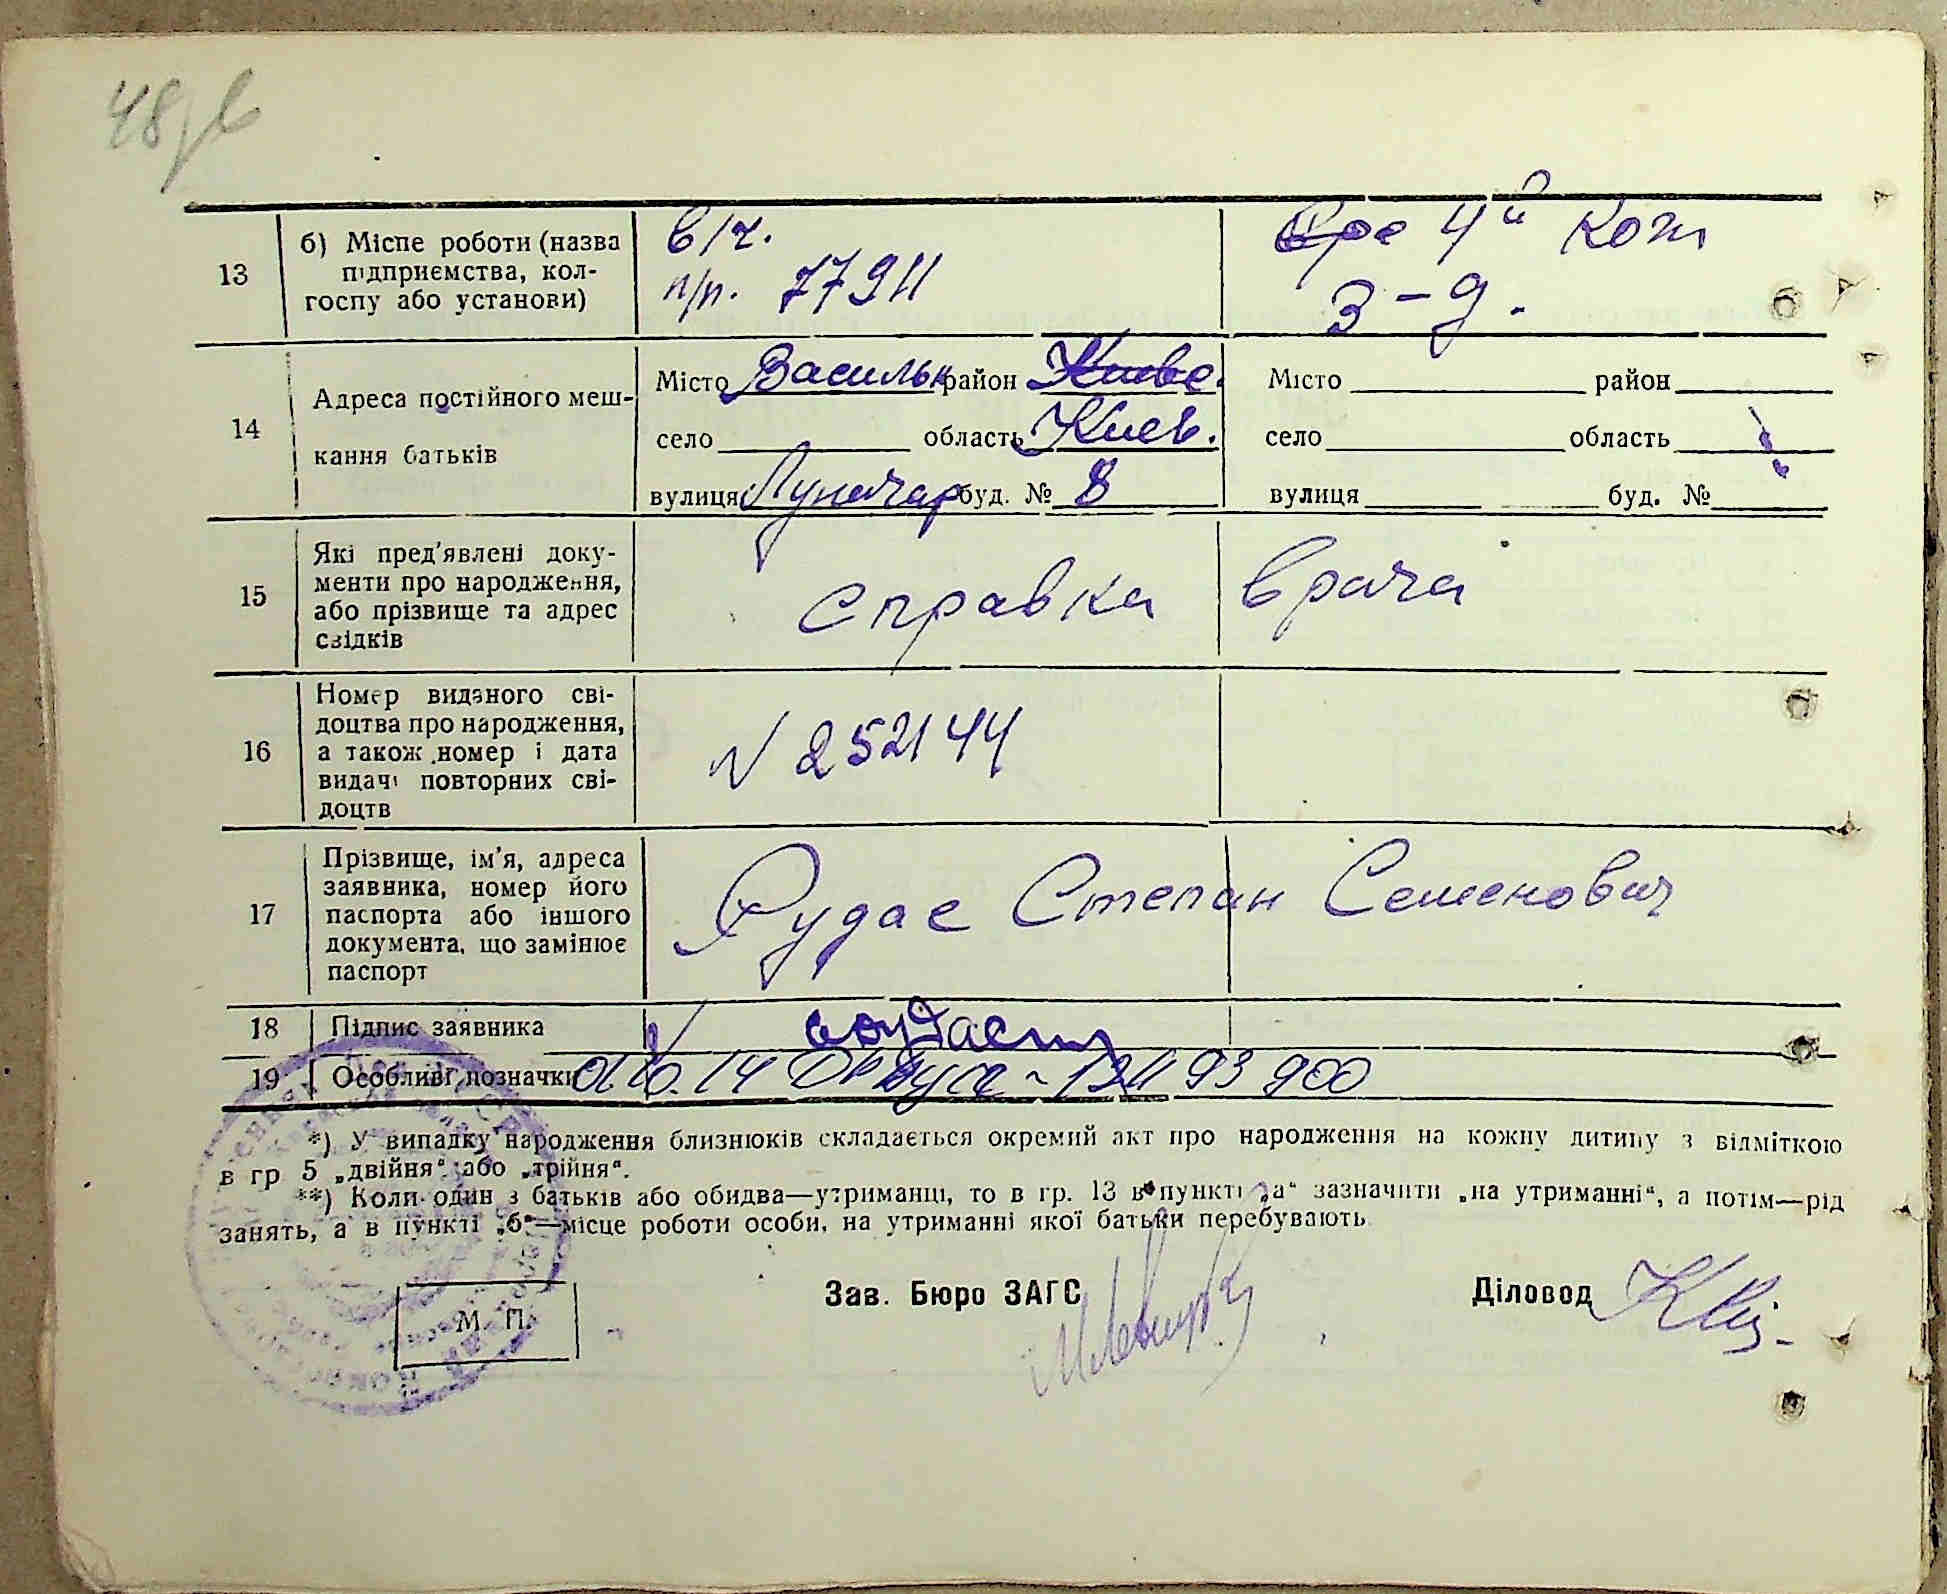 13
б) Місце роботи (назва
підприємства, кол-
госпу або установи)
в/ч.
п/п. 77911
4й кож
З-д.
14
Адреса постійного меш-
кання батьків
Місто Васильк район
село область Киев.
вулиця Луначар буд. № 8
Місто район
село область
вулиця буд. №
15
Які пред'явлені доку-
менти про народження,
або прізвище та адрес
свідків
справка врача
16
Номер виданого сві-
доцтва про народження,
а також номер і дата
видачі повторних сві-
доцтв
N 252144
17
Прізвище, ім'я, адреса
заявника, номер його
паспорта або іншого
документа, що замінює
паспорт
Рудас Степан Семенович
18
Підпис заявника
19
Особливі позначки
*) У випадку народження близнюків складається окремий акт про народження на кожну дитину з відміткою
в гр 5 „двійня“ або „трійня“.
**) Коли один з батьків або обидва—утриманці, то в гр. 13 в пункті „а“ зазначити „на утриманні“, а потім—рід
занять, а в пункті „б“—місце роботи особи, на утриманні якої батьки перебувають
М. П.
Зав. Бюро ЗАГС
Діловод